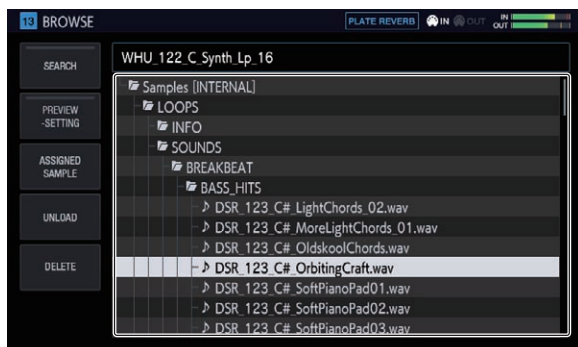 13 BROWSE
PLATE REVERB
IN
OUT
IN
OUT
SEARCH
PREVIEW
-SETTING
ASSIGNED
SAMPLE
UNLOAD
DELETE
WHU_122_C_Synth_Lp_16
Samples [INTERNAL]
LOOPS
INFO
SOUNDS
BREAKBEAT
BASS_HITS
DSR_123_C#_LightChords_02.wav
DSR_123_C#_MoreLightChords_01.wav
DSR_123_C#_OldskoolChords.wav
DSR_123_C#_OrbitingCraft.wav
DSR_123_C#_SoftPianoPad01.wav
DSR_123_C#_SoftPianoPad02.wav
DSR_123_C#_SoftPianoPad03.wav